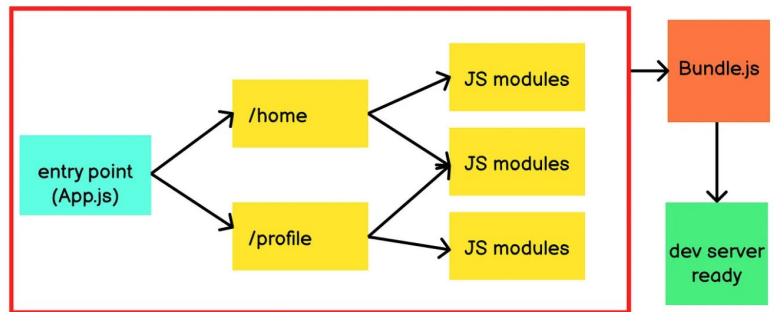 entry point
(App.js)
/home
/profile
JS modules
JS modules
JS modules
Bundle.js
dev server
ready